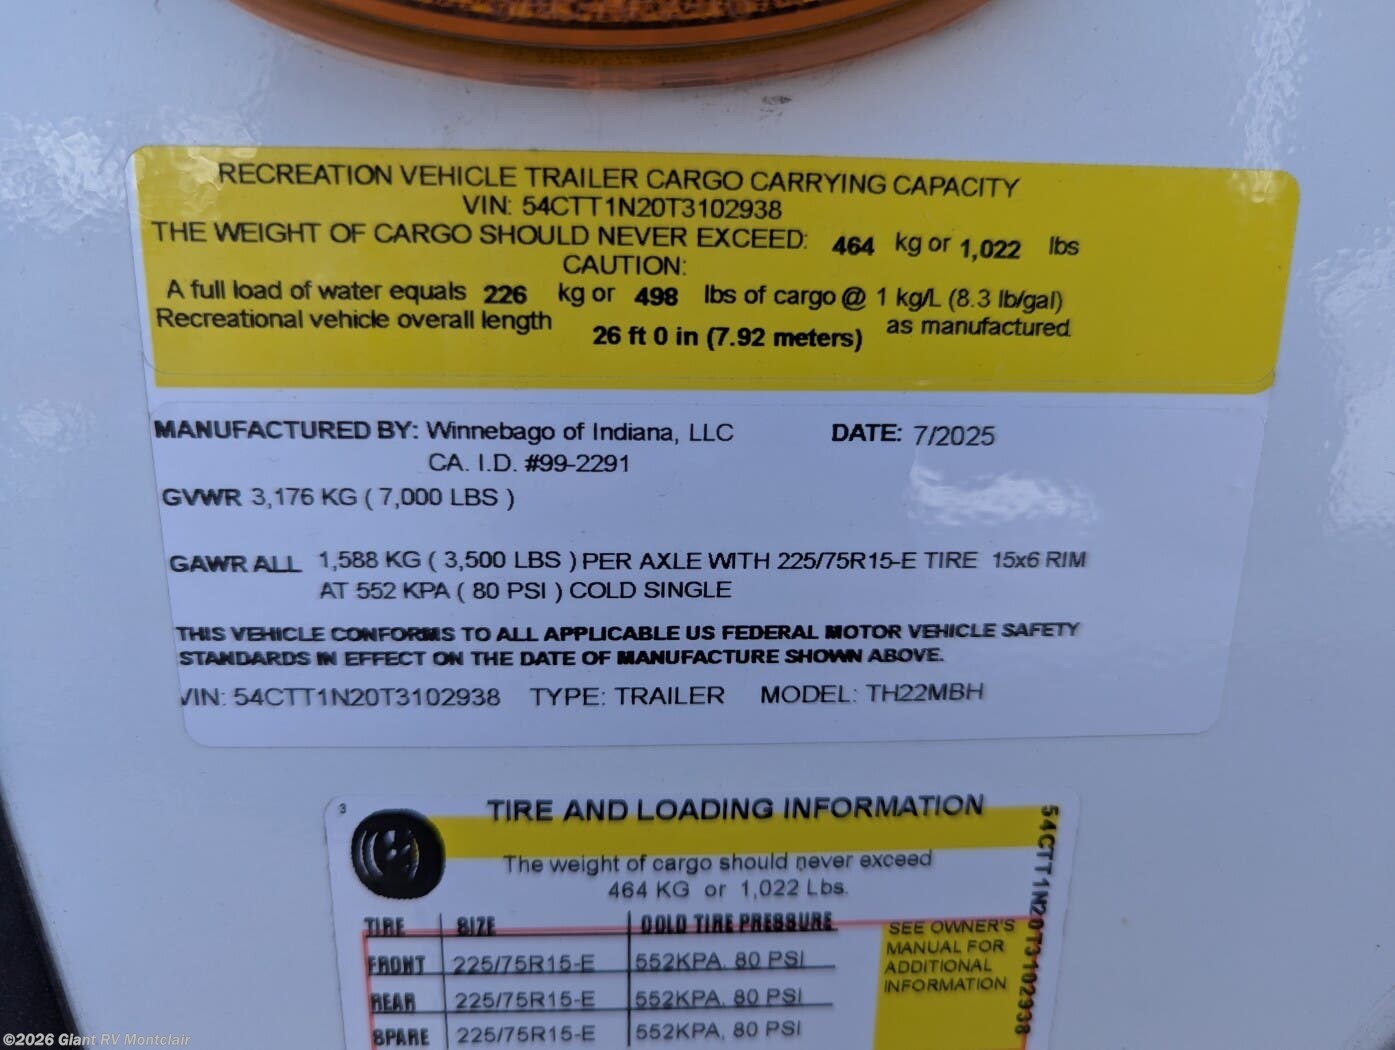 RECREATION VEHICLE TRAILER CARGO CARRYING CAPACITY
VIN: 54CTT1N20T3102938
THE WEIGHT OF CARGO SHOULD NEVER EXCEED: 464 kg or 1,022 lbs
CAUTION:
A full load of water equals 226 kg or 498 lbs of cargo @ 1 kg/L (8.3 lb/gal)
Recreational vehicle overall length 26 ft 0 in (7.92 meters) as manufactured
MANUFACTURED BY: Winnebago of Indiana, LLC DATE: 7/2025
CA. I.D. #99-2291
GVWR 3,176 KG ( 7,000 LBS )
GAWR ALL 1,588 KG ( 3,500 LBS ) PER AXLE WITH 225/75R15-E TIRE 15x6 RIM
AT 552 KPA ( 80 PSI ) COLD SINGLE
THIS VEHICLE CONFORMS TO ALL APPLICABLE US FEDERAL MOTOR VEHICLE SAFETY
STANDARDS IN EFFECT ON THE DATE OF MANUFACTURE SHOWN ABOVE.
VIN: 54CTT1N20T3102938 TYPE: TRAILER MODEL: TH22MBH
3
TIRE AND LOADING INFORMATION
The weight of cargo should never exceed
464 KG or 1,022 Lbs.
TIRE SIZE COLD TIRE PRESSURE
FRONT 225/75R15-E 552KPA, 80 PSI
REAR 225/75R15-E 552KPA, 80 PSI
SPARE 225/75R15-E 552KPA, 80 PSI
SEE OWNER'S
MANUAL FOR
ADDITIONAL
INFORMATION
54CTT1N20T3102938
©2026 Giant RV Montclair